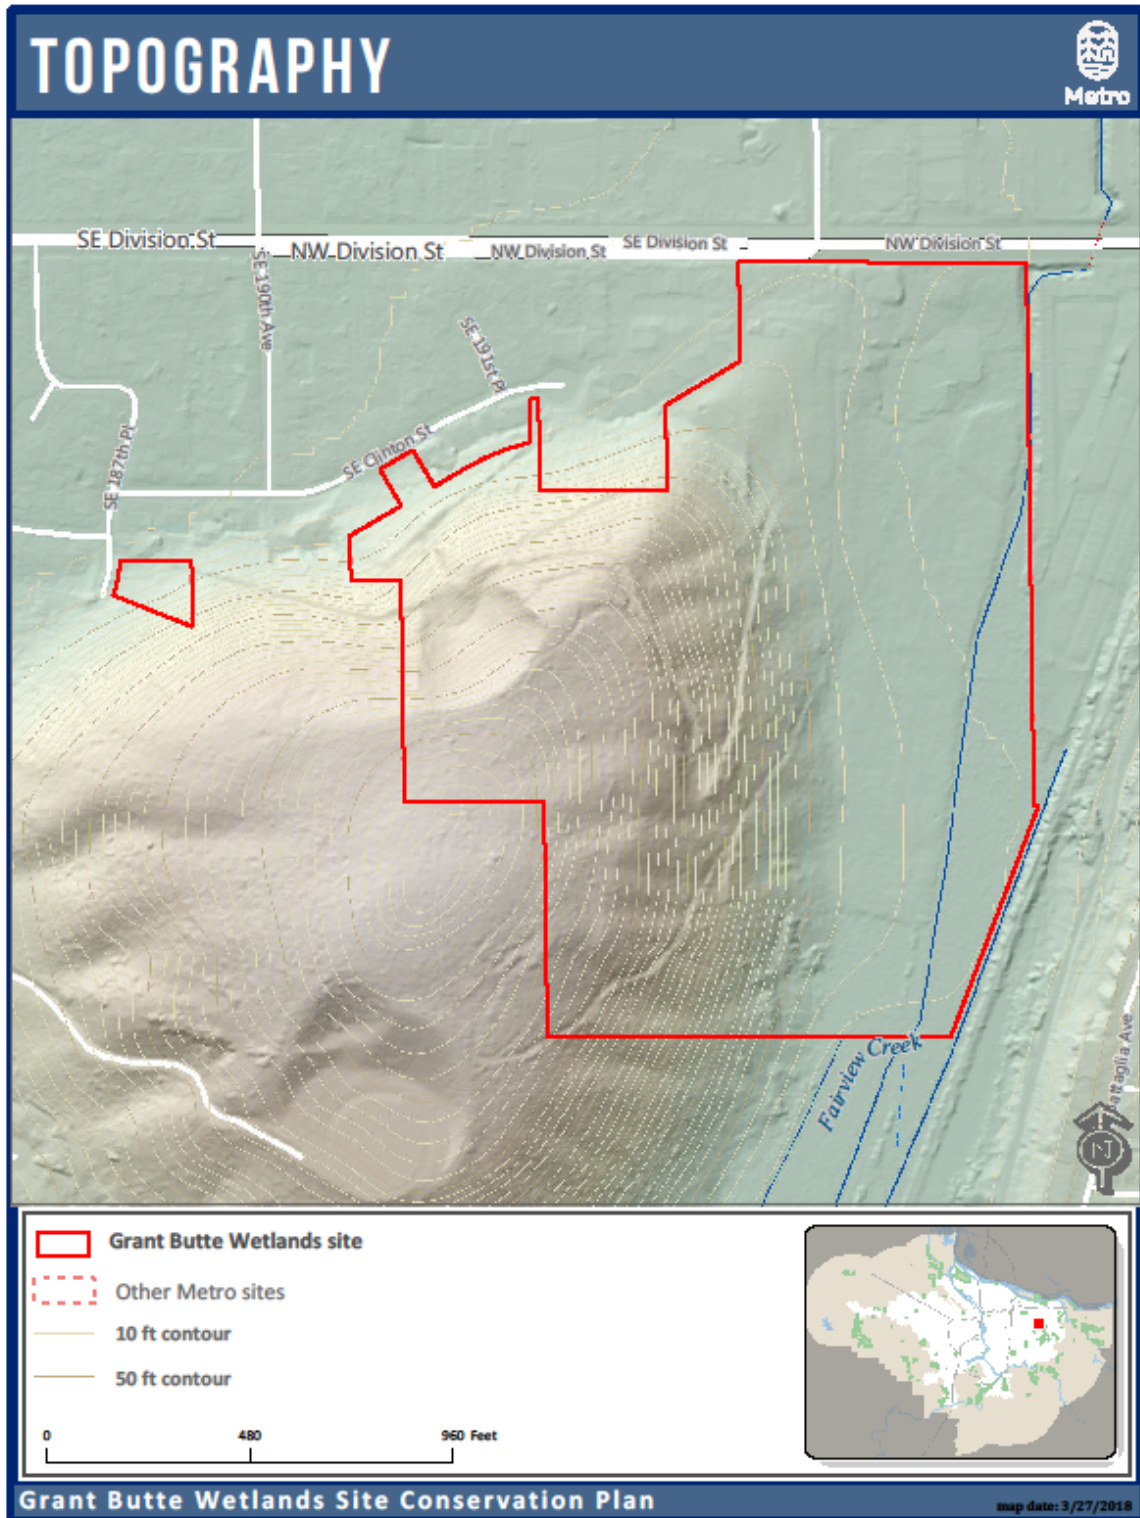 TOPOGRAPHY
Metro
SE Division St
NW Division St
NW Division St
SE Division St
NW Division St
SE 190th Ave
SE 191st Pl
SE Clinton St
SE 187th Pl
Fairview Creek
Battaglia Ave
N
Grant Butte Wetlands site
Other Metro sites
10 ft contour
50 ft contour
0 480 960 Feet
Grant Butte Wetlands Site Conservation Plan
map date: 3/27/2018